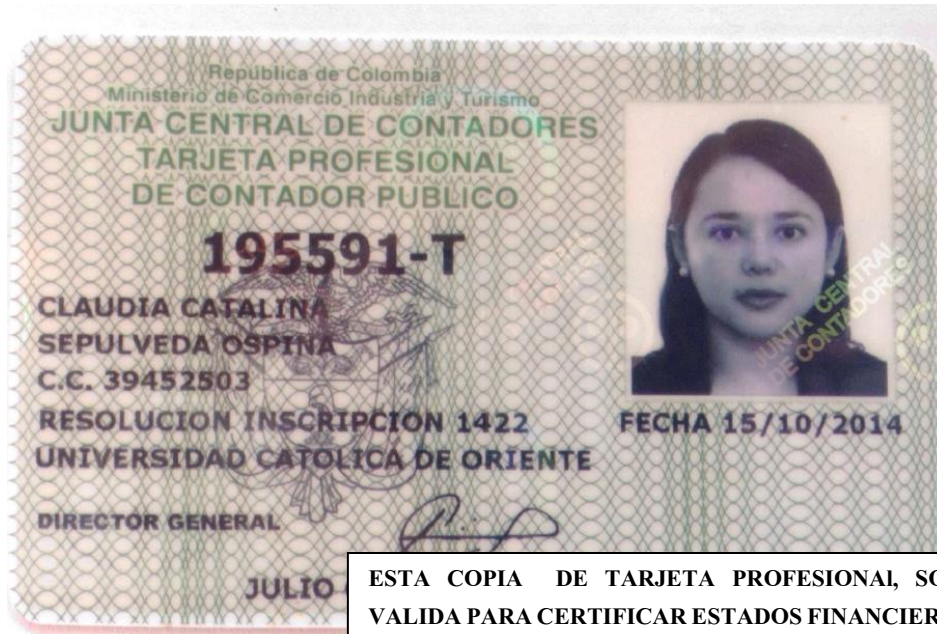 República de Colombia
Ministerio de Comercio Industria y Turismo
JUNTA CENTRAL DE CONTADORES
TARJETA PROFESIONAL
DE CONTADOR PUBLICO
195591-T
CLAUDIA CATALINA
SEPULVEDA OSPINA
C.C. 39452503
RESOLUCION INSCRIPCION 1422
UNIVERSIDAD CATOLICA DE ORIENTE
JUNTA CENTRAL
DE CONTADORES
FECHA 15/10/2014
DIRECTOR GENERAL
JULIO
ESTA COPIA DE TARJETA PROFESIONAl, SO
VALIDA PARA CERTIFICAR ESTADOS FINANCIER